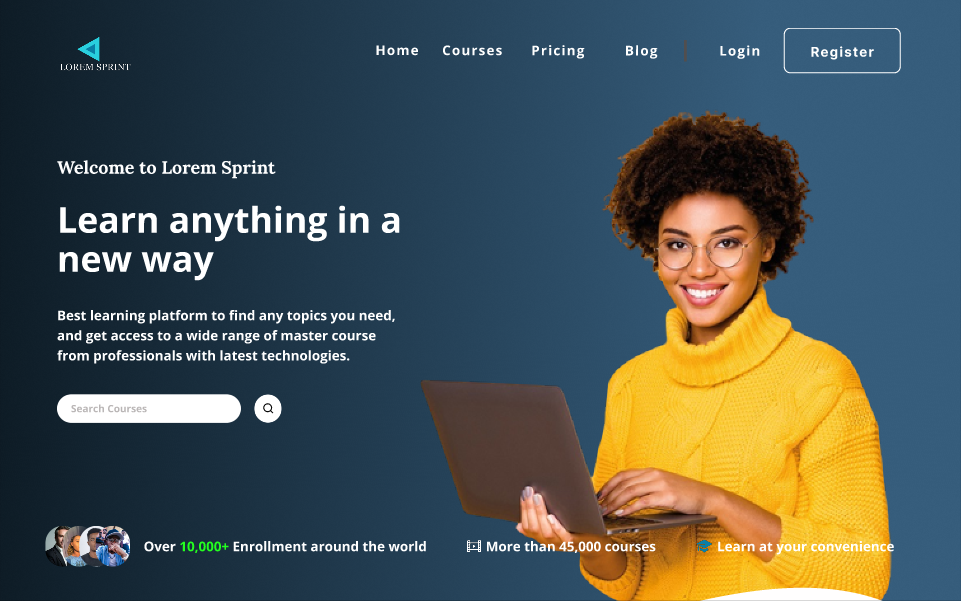 LOREM SPRINT
Home Courses Pricing Blog Login Register
Welcome to Lorem Sprint
Learn anything in a
new way
Best learning platform to find any topics you need,
and get access to a wide range of master course
from professionals with latest technologies.
Search Courses
Over 10,000+ Enrollment around the world
More than 45,000 courses
Learn at your convenience